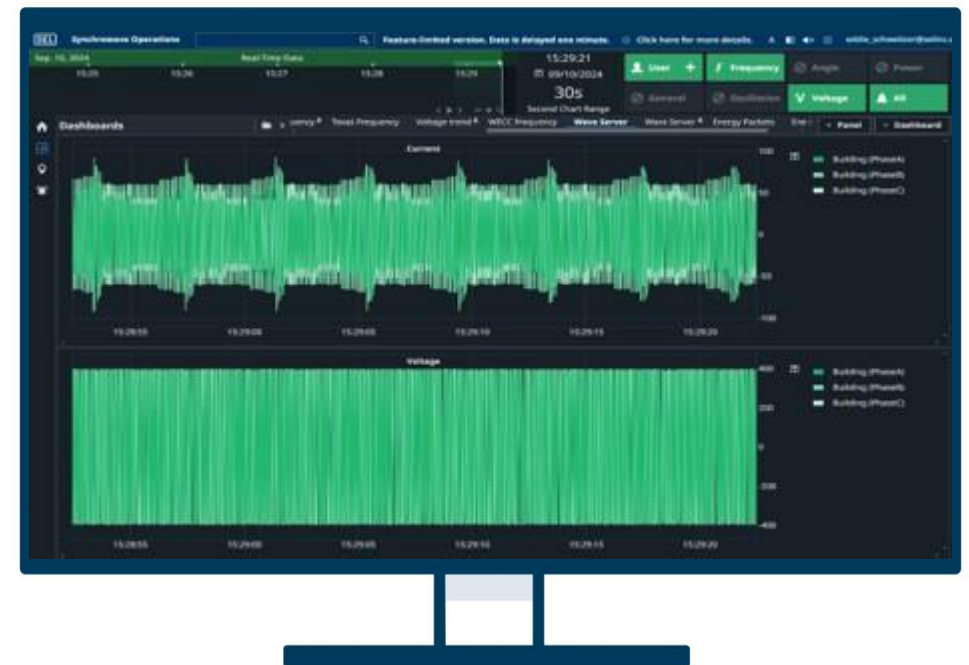 SEL Synchrowave Operations Feature-limited version. Data is delayed one minute. Click here for more details.
Sep. 10, 2024 Real-Time Data
15:25 15:26 15:27 15:28 15:29
15:29:21
09/10/2024
30s
Second Chart Range
User + Frequency Angle Power
General Oscillation Voltage All
Dashboards Texas Frequency Voltage trend WECC Frequency Wave Server Wave Server Energy Packets Panel Dashboard
Current
100
50
0
-50
-100
Building (PhaseA)
Building (PhaseB)
Building (PhaseC)
15:28:55 15:29:00 15:29:05 15:29:10 15:29:15 15:29:20
Voltage
400
200
0
-200
-400
Building (PhaseA)
Building (PhaseB)
Building (PhaseC)
15:28:55 15:29:00 15:29:05 15:29:10 15:29:15 15:29:20